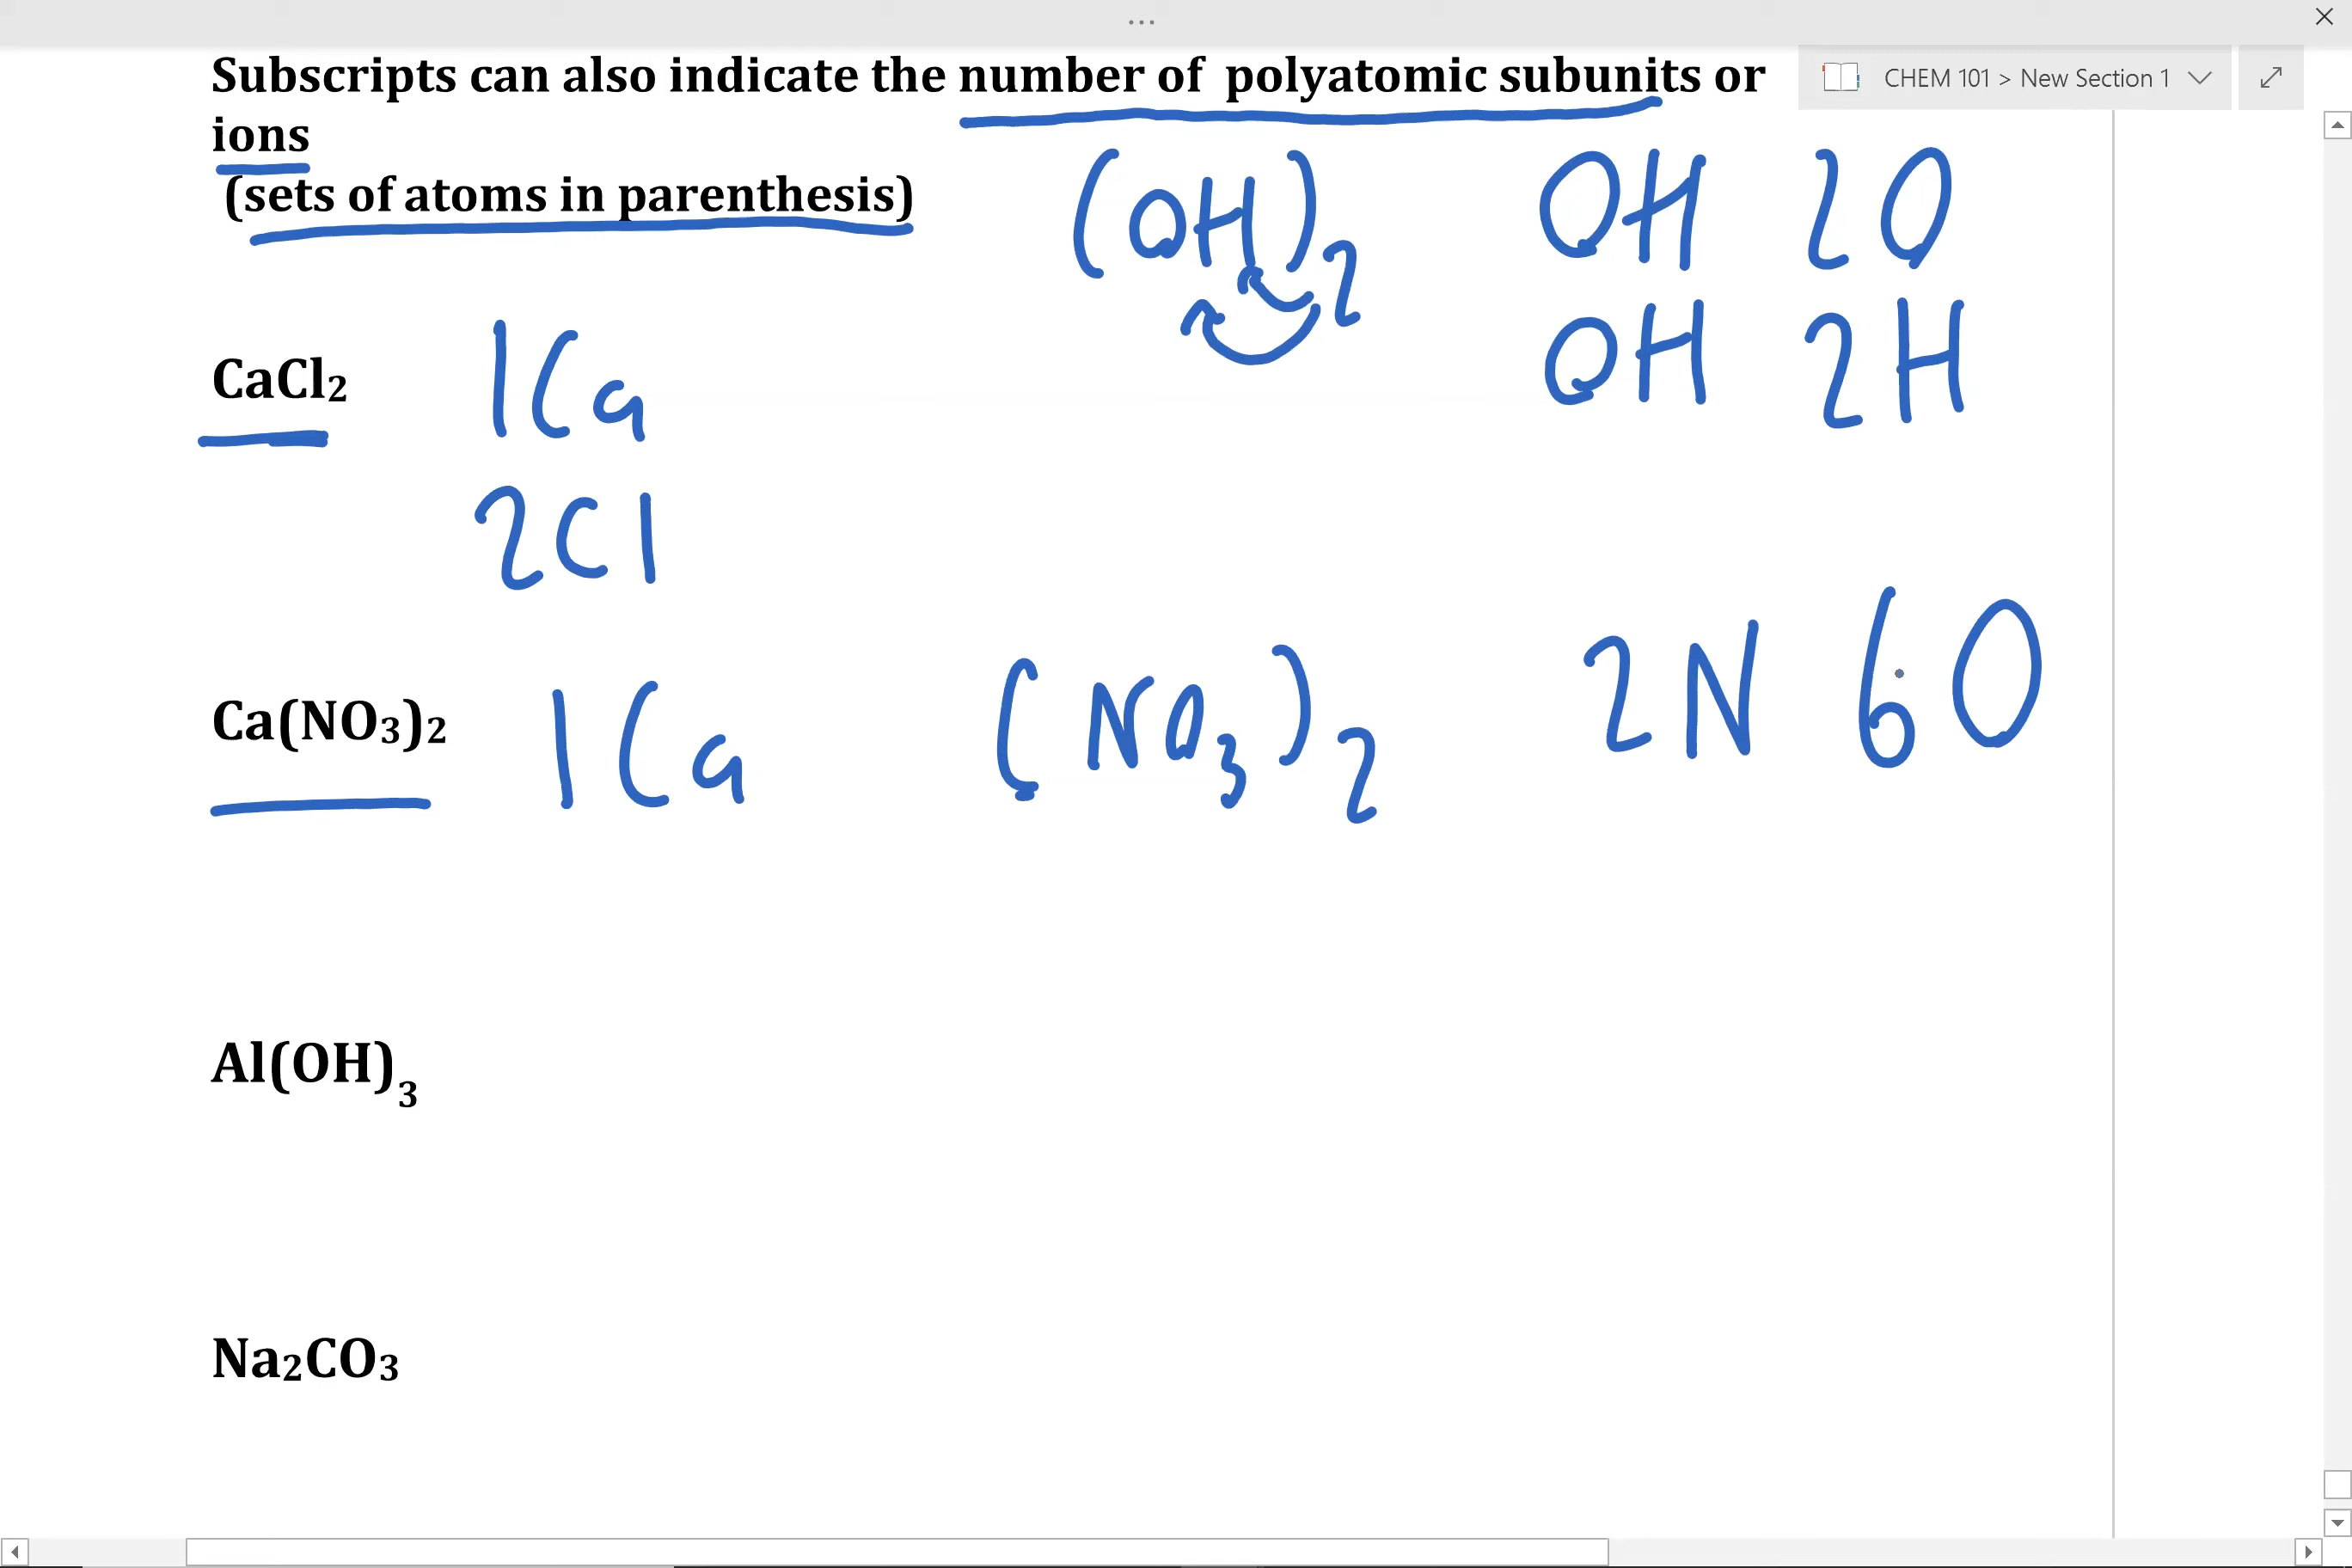 Subscripts can also indicate the number of polyatomic subunits or
ions
(sets of atoms in parenthesis)
CHEM 101 > New Section 1
(OH)₂ OH 2O
OH 2H
CaCl₂ 1Ca
2Cl
Ca(NO₃)₂ 1Ca (NO₃)₂ 2N 6O
Al(OH)₃
Na₂CO₃